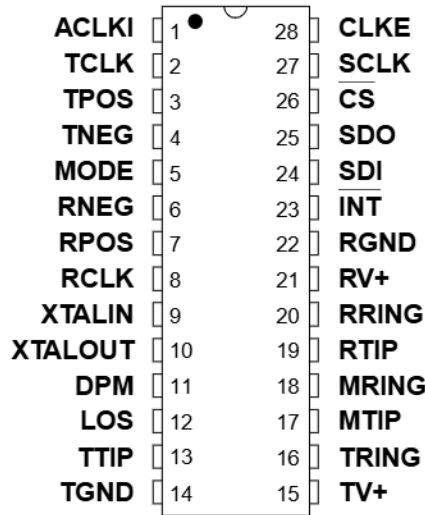 ACLKI 1 28 CLKE
TCLK 2 27 SCLK
TPOS 3 26 C̅S̅
TNEG 4 25 SDO
MODE 5 24 SDI
RNEG 6 23 I̅N̅T̅
RPOS 7 22 RGND
RCLK 8 21 RV+
XTALIN 9 20 RRING
XTALOUT 10 19 RTIP
DPM 11 18 MRING
LOS 12 17 MTIP
TTIP 13 16 TRING
TGND 14 15 TV+